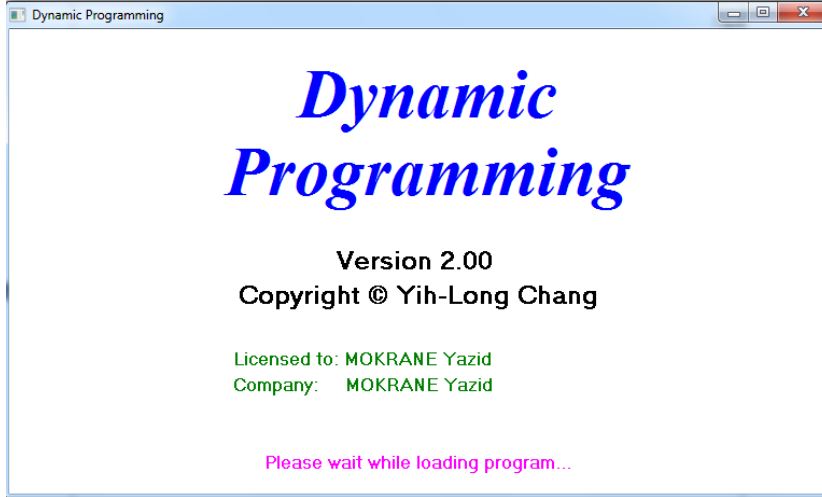 Dynamic Programming
Dynamic
Programming
Version 2.00
Copyright © Yih-Long Chang
Licensed to: MOKRANE Yazid
Company: MOKRANE Yazid
Please wait while loading program...